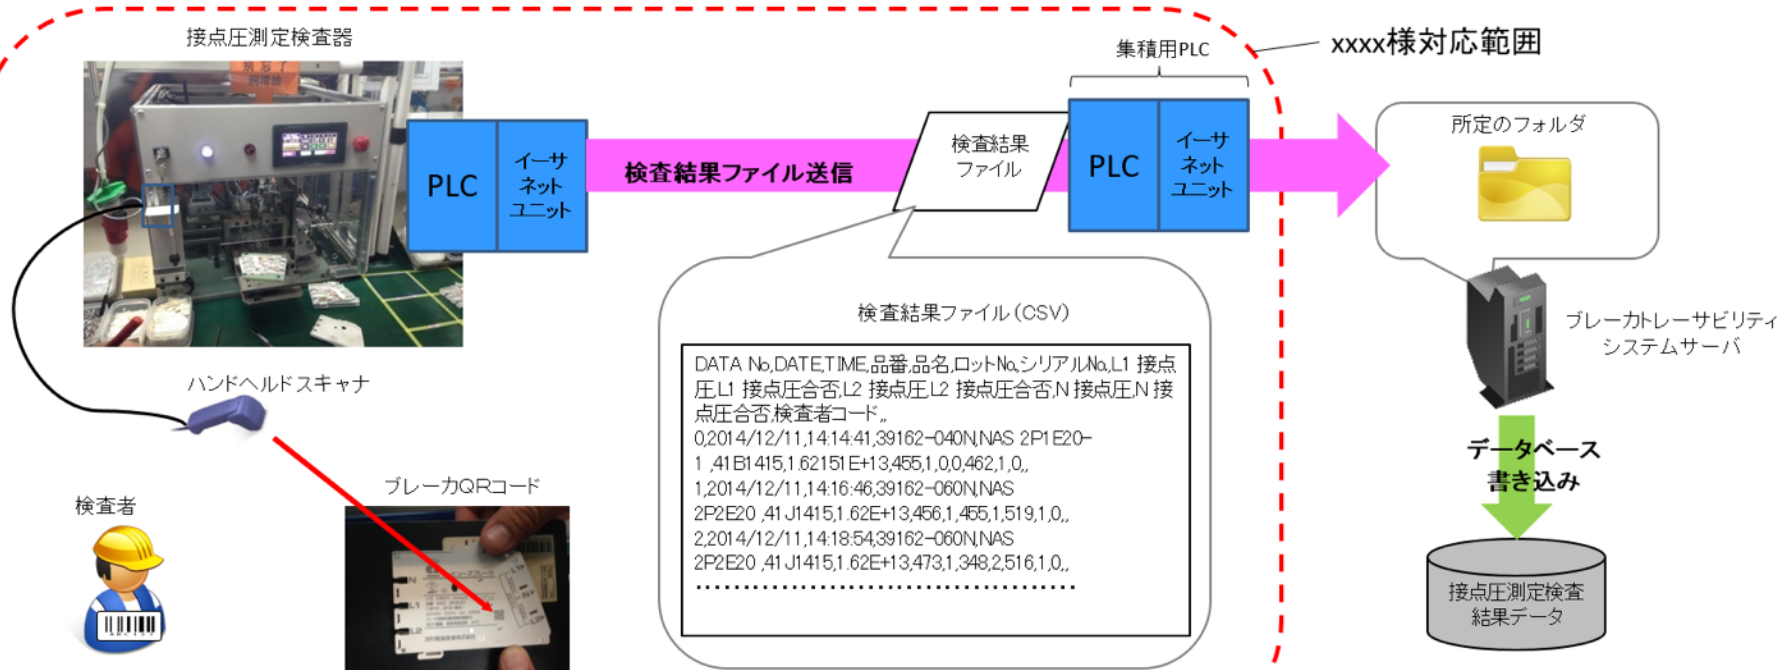 接点圧測定検査器
集積用PLC
xxxx様対応範囲
PLC
イーサ
ネット
ユニット
検査結果ファイル送信
検査結果
ファイル
PLC
イーサ
ネット
ユニット
所定のフォルダ
検査結果ファイル(CSV)
DATA No,DATE,TIME,品番,品名,ロットNo,シリアルNo,L1 接点
圧,L1 接点圧合否,L2 接点圧,L2 接点圧合否,N 接点圧,N 接
点圧合否,検査者コード,,
0,2014/12/11,14:14:41,39162-040N,NAS 2P1E20-
1 ,41B1415,1.62151E+13,455,1,0,0,462,1,0,,
1,2014/12/11,14:16:46,39162-060N,NAS
2P2E20 ,41J1415,1.62E+13,456,1,455,1,519,1,0,,
2,2014/12/11,14:18:54,39162-060N,NAS
2P2E20 ,41J1415,1.62E+13,473,1,348,2,516,1,0,,
ブレーカトレーサビリティ
システムサーバ
ハンドヘルドスキャナ
データベース
書き込み
検査者
ブレーカQRコード
N
L1
L2
接点圧測定検査
結果データ